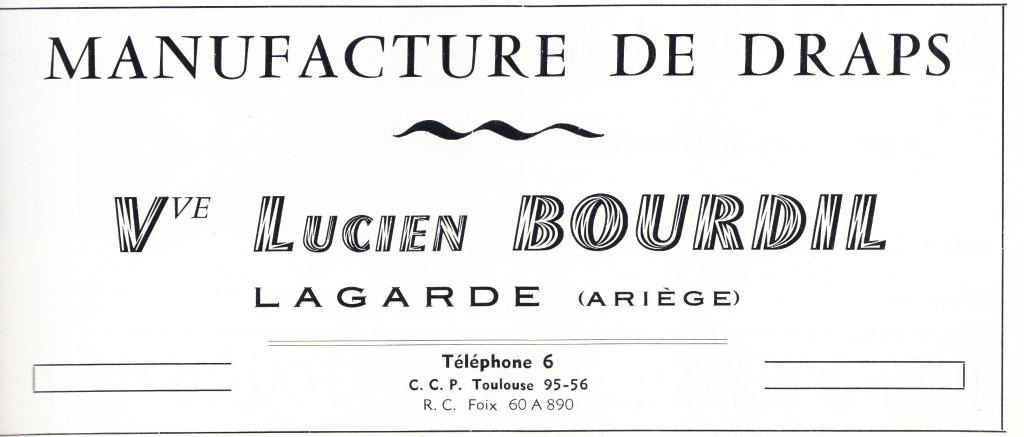 MANUFACTURE DE DRAPS
VVE LUCIEN BOURDIL
LAGARDE (ARIÈGE)
Téléphone 6
C. C. P. Toulouse 95-56
R. C. Foix 60 A 890